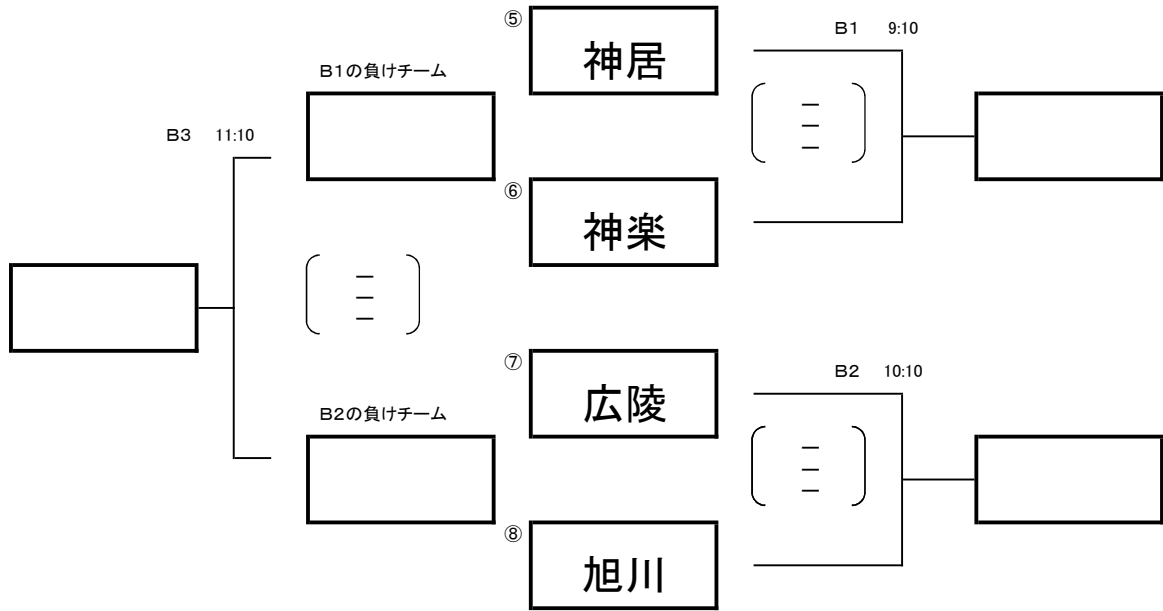 ⑤
神居
B1 9:10
B1の負けチーム
B3 11:10
⑥
神楽
⑦
広陵
B2 10:10
B2の負けチーム
⑧
旭川